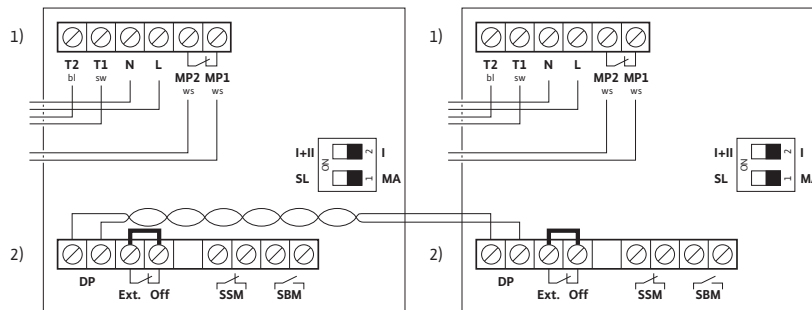 1)
T2 T1 N L MP2 MP1
bl sw ws ws
I+II ON 2 I
SL 1 MA
2)
DP Ext. Off SSM SBM
1)
T2 T1 N L MP2 MP1
bl sw ws ws
I+II ON 2 I
SL 1 MA
2)
DP Ext. Off SSM SBM